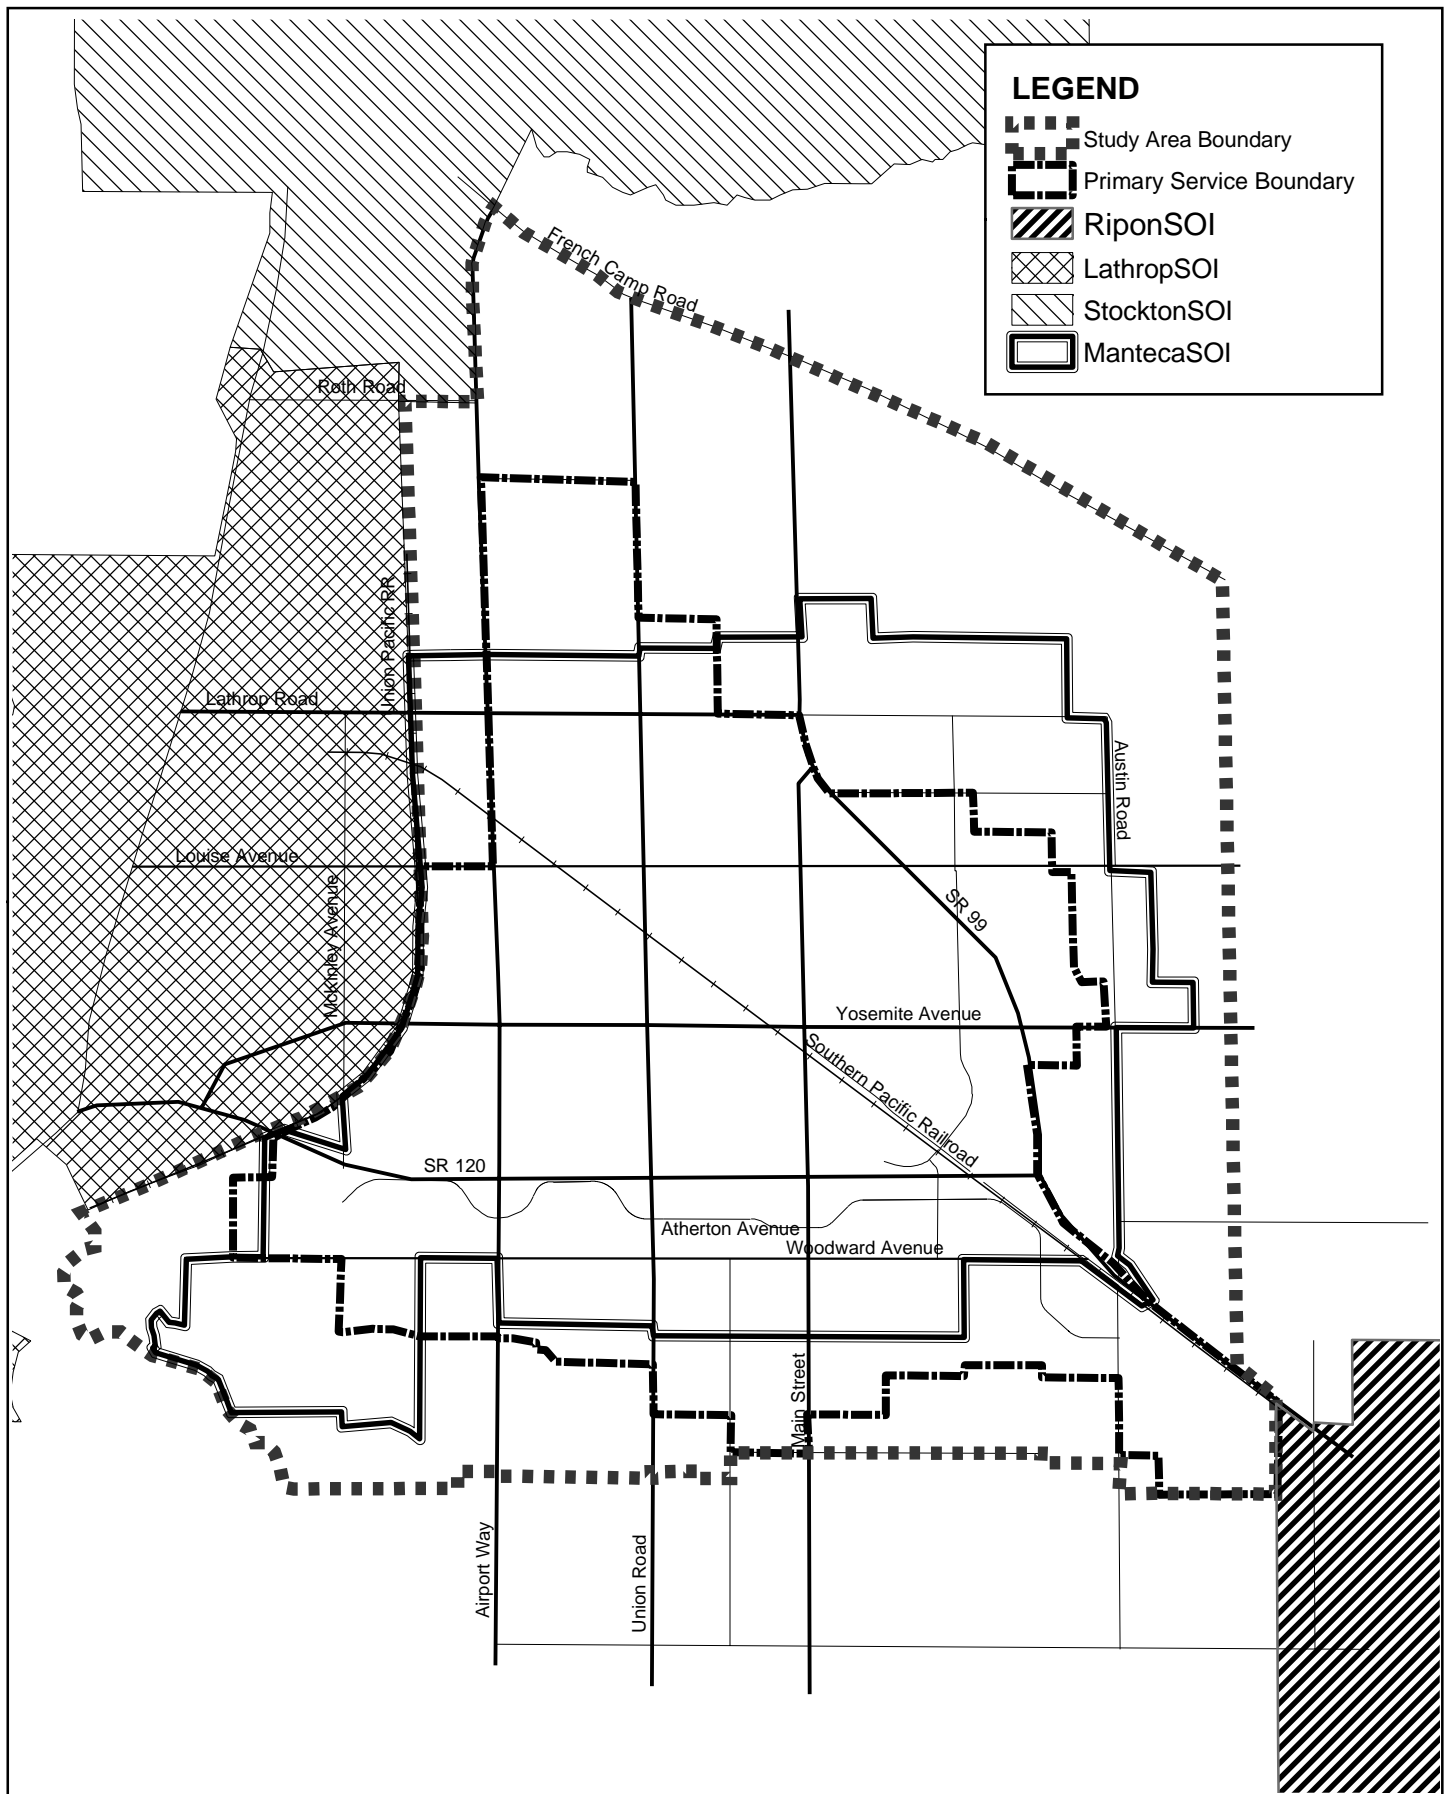 LEGEND
Study Area Boundary
Primary Service Boundary
RiponSOI
LathropSOI
StocktonSOI
MantecaSOI
French Camp Road
Roth Road
Union Pacific RR
Lathrop Road
Austin Road
Louise Avenue
Mckinley Avenue
SR 99
Yosemite Avenue
Southern Pacific Railroad
SR 120
Atherton Avenue
Woodward Avenue
Main Street
Airport Way
Union Road